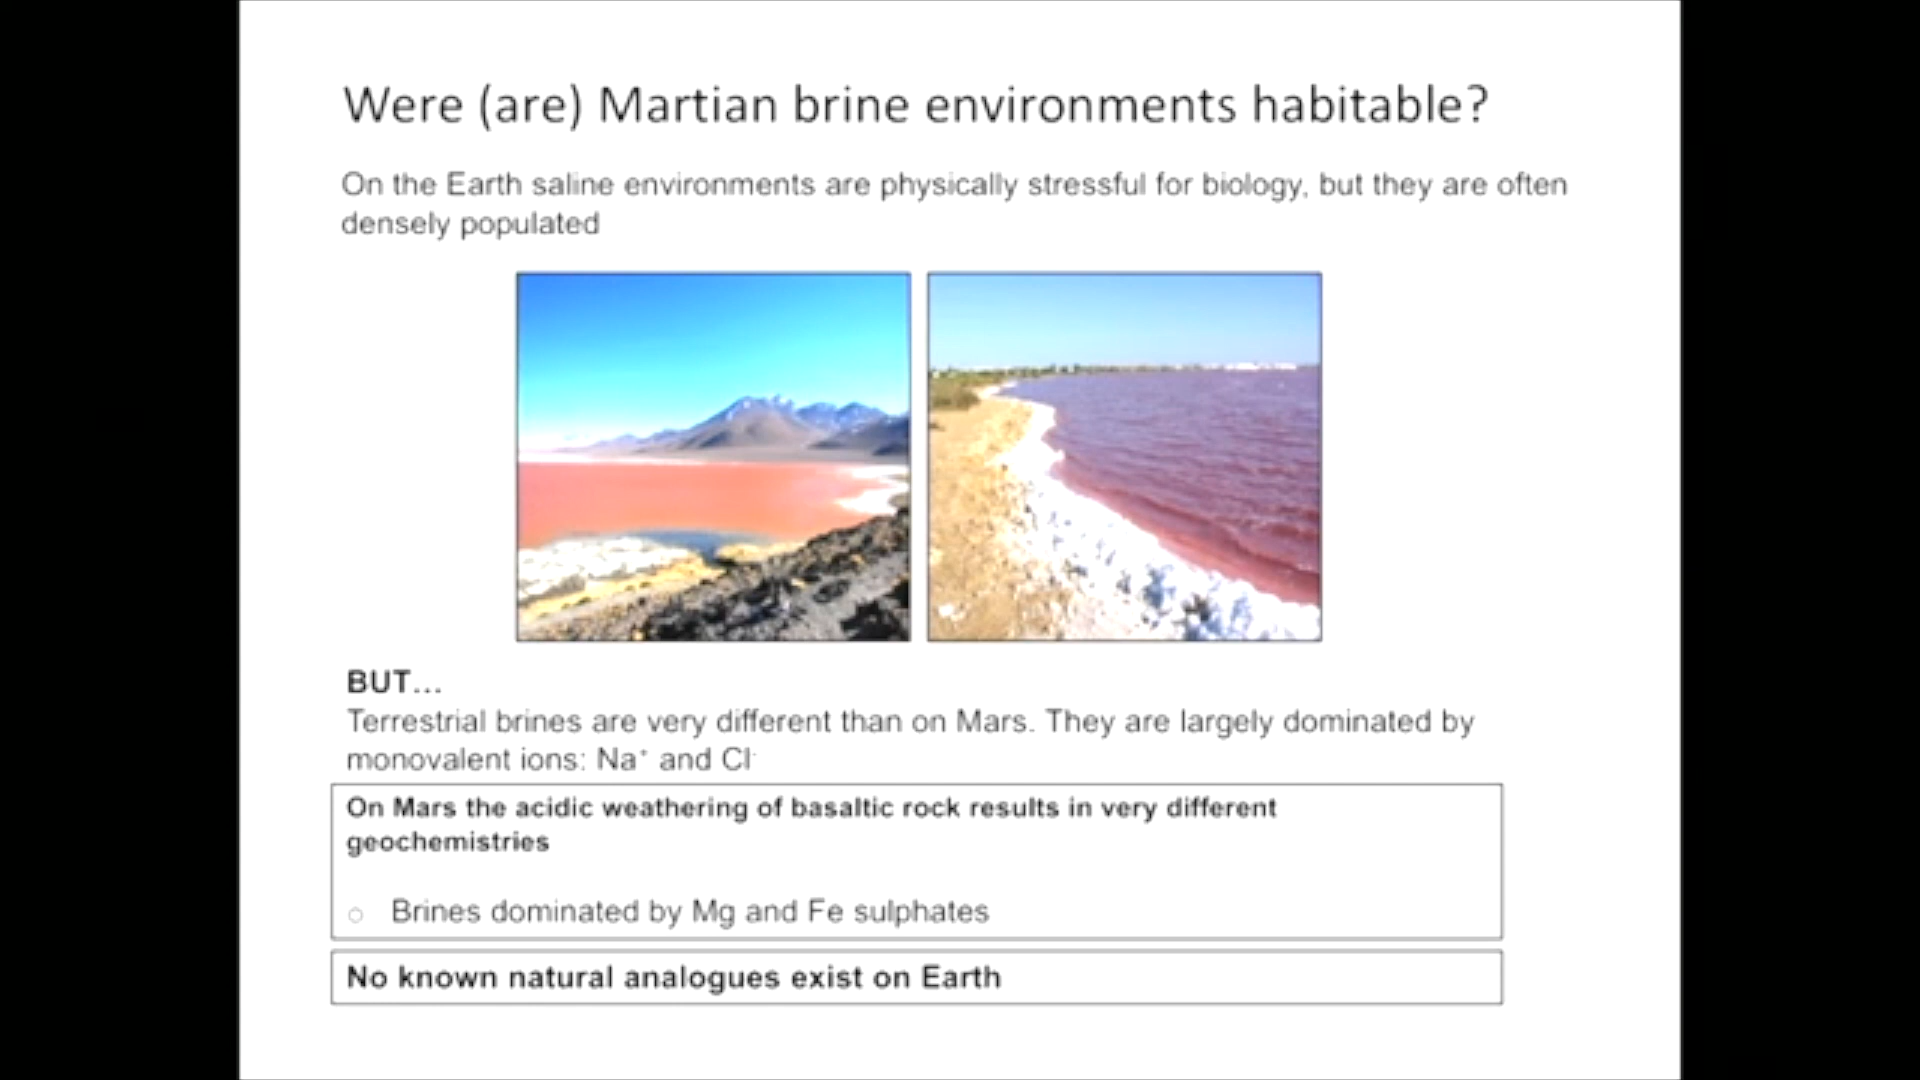 Were (are) Martian brine environments habitable?
On the Earth saline environments are physically stressful for biology, but they are often
densely populated
BUT...
Terrestrial brines are very different than on Mars. They are largely dominated by
monovalent ions: Na⁺ and Cl⁻
On Mars the acidic weathering of basaltic rock results in very different
geochemistries
○ Brines dominated by Mg and Fe sulphates
No known natural analogues exist on Earth